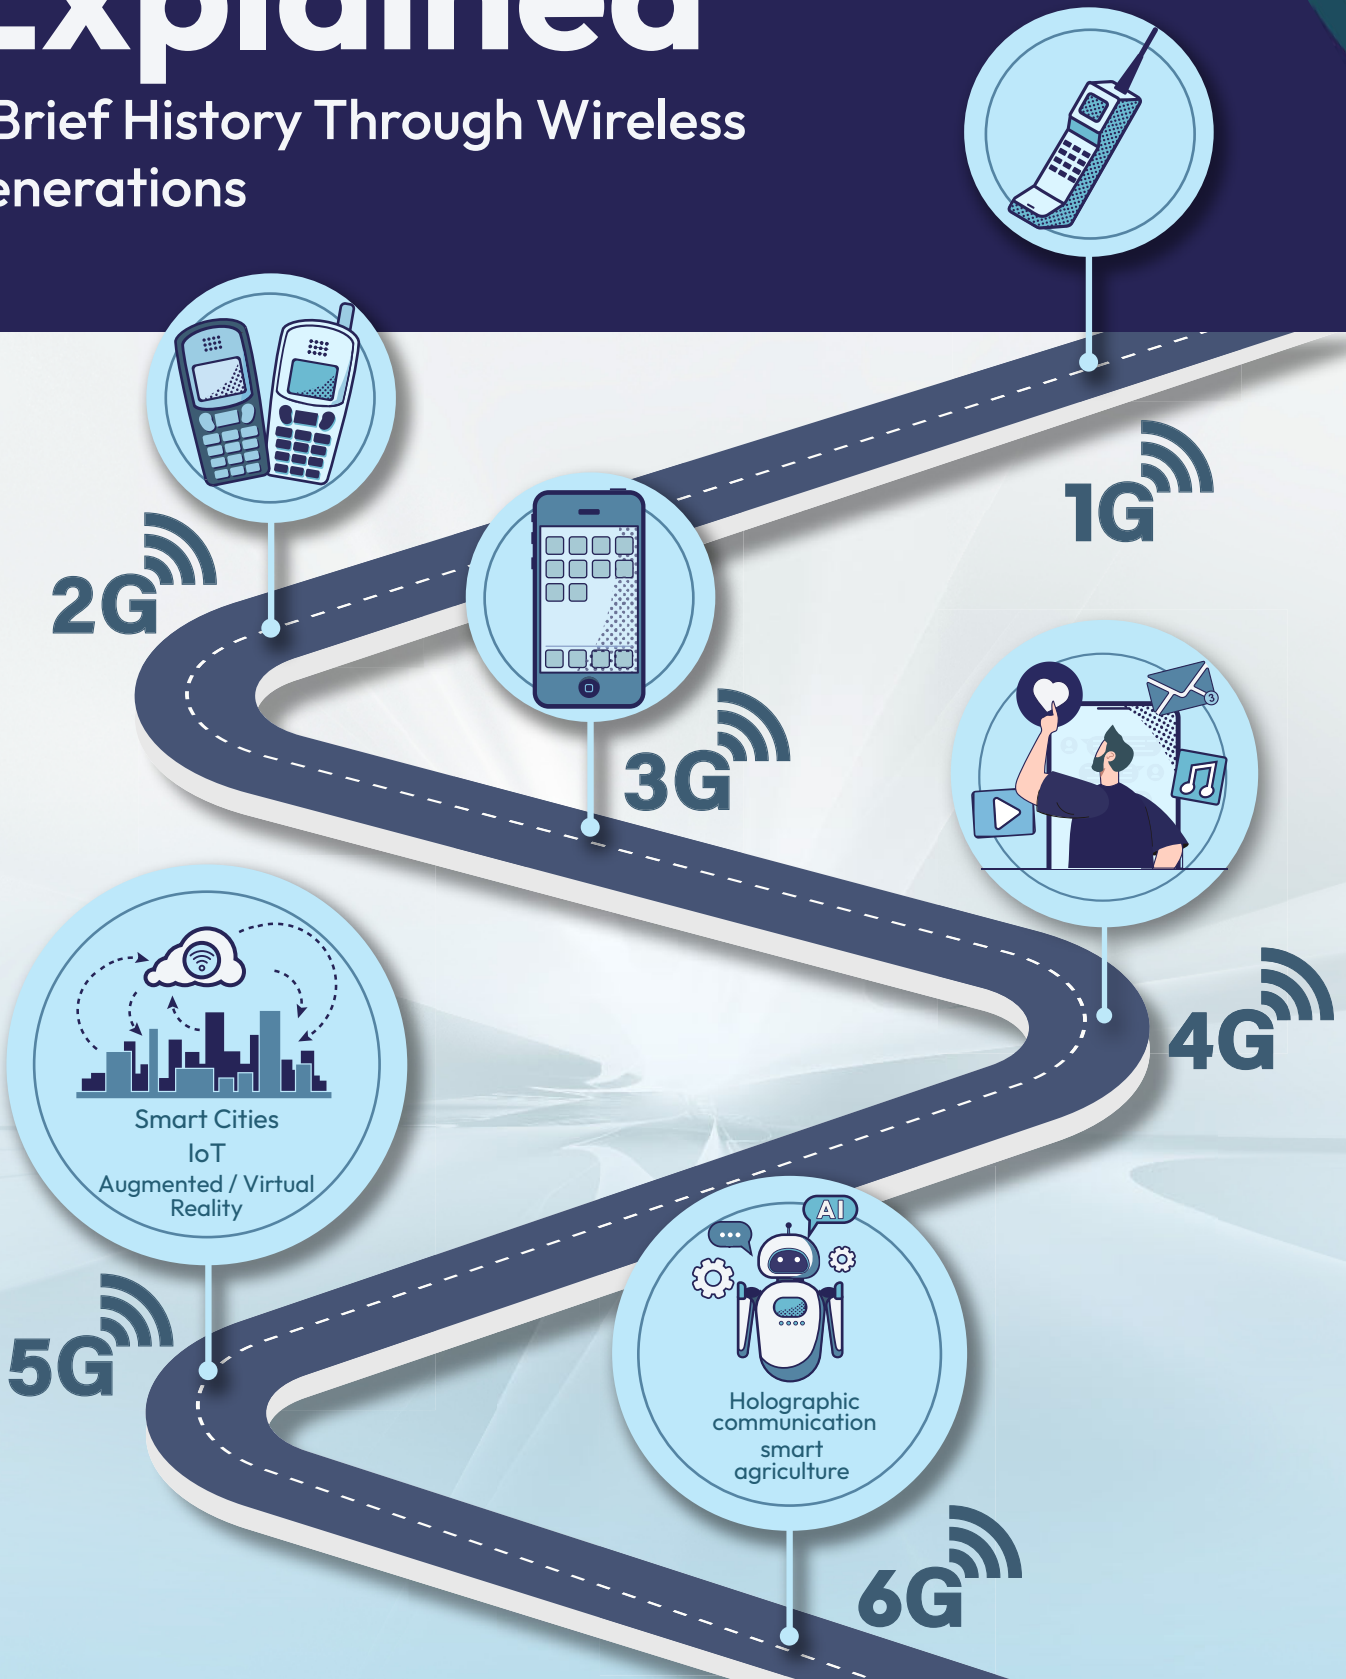 Explained
Brief History Through Wireless
enerations
1G
2G
3G
3
4G
Smart Cities
IoT
Augmented / Virtual
Reality
5G
AI
Holographic
communication
smart
agriculture
6G